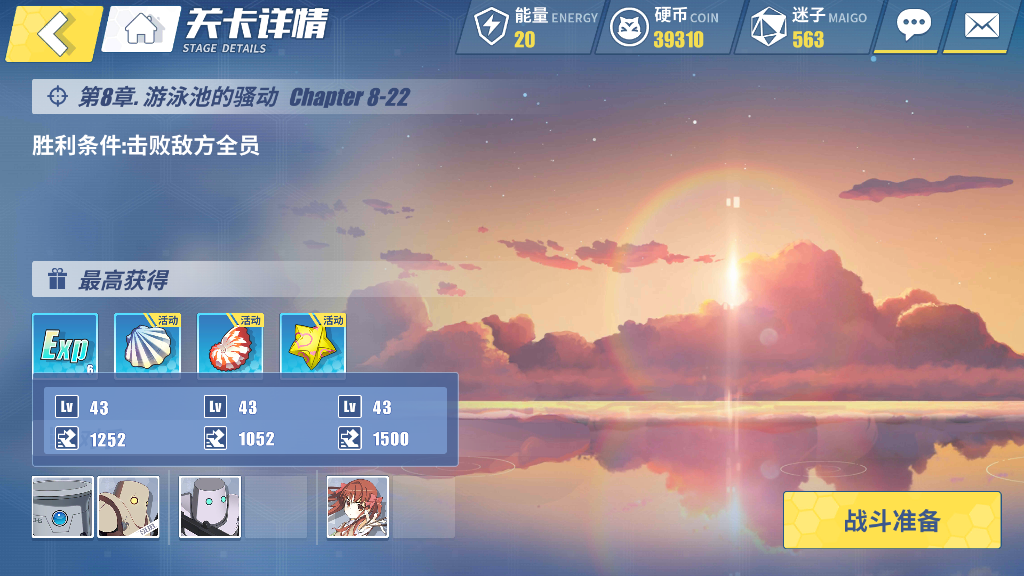 关卡详情
STAGE DETAILS
能量 ENERGY
20
硬币 COIN
39310
迷子 MAIGO
563
第8章. 游泳池的骚动 Chapter 8-22
胜利条件:击败敌方全员
最高获得
Exp
6
活动
活动
活动
Lv 43
Lv 43
Lv 43
1252
1052
1500
战斗准备